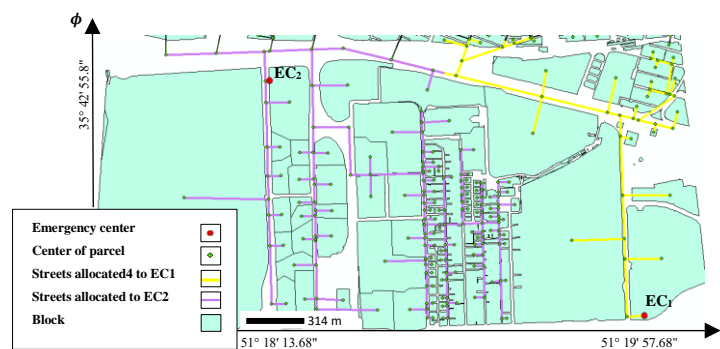 ϕ
35° 42' 55.8"
EC2
EC1
Emergency center
Center of parcel
Streets allocated4 to EC1
Streets allocated to EC2
Block
314 m
51° 18' 13.68"
51° 19' 57.68"